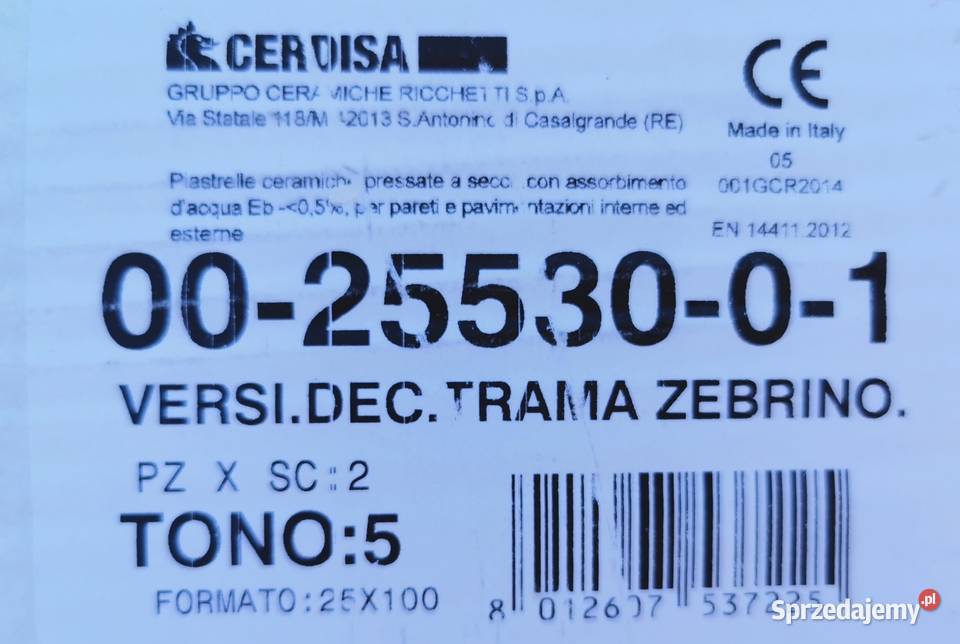 CERDISA
GRUPPO CERAMICHE RICCHETTI S.p.A.
Via Statale 118/M 42013 S.Antonino di Casalgrande (RE)
CE
Made in Italy
05
001GCR2014
EN 14411:2012
Piastrelle ceramiche pressate a secco con assorbimento
d'acqua Eb -<0,5%, per pareti e pavimentazioni interne ed
esterne
00-25530-0-1
VERSI.DEC.TRAMA ZEBRINO.
PZ X SC:2
TONO:5
FORMATO:25X100
8 012607
Sprzedajemy.pl